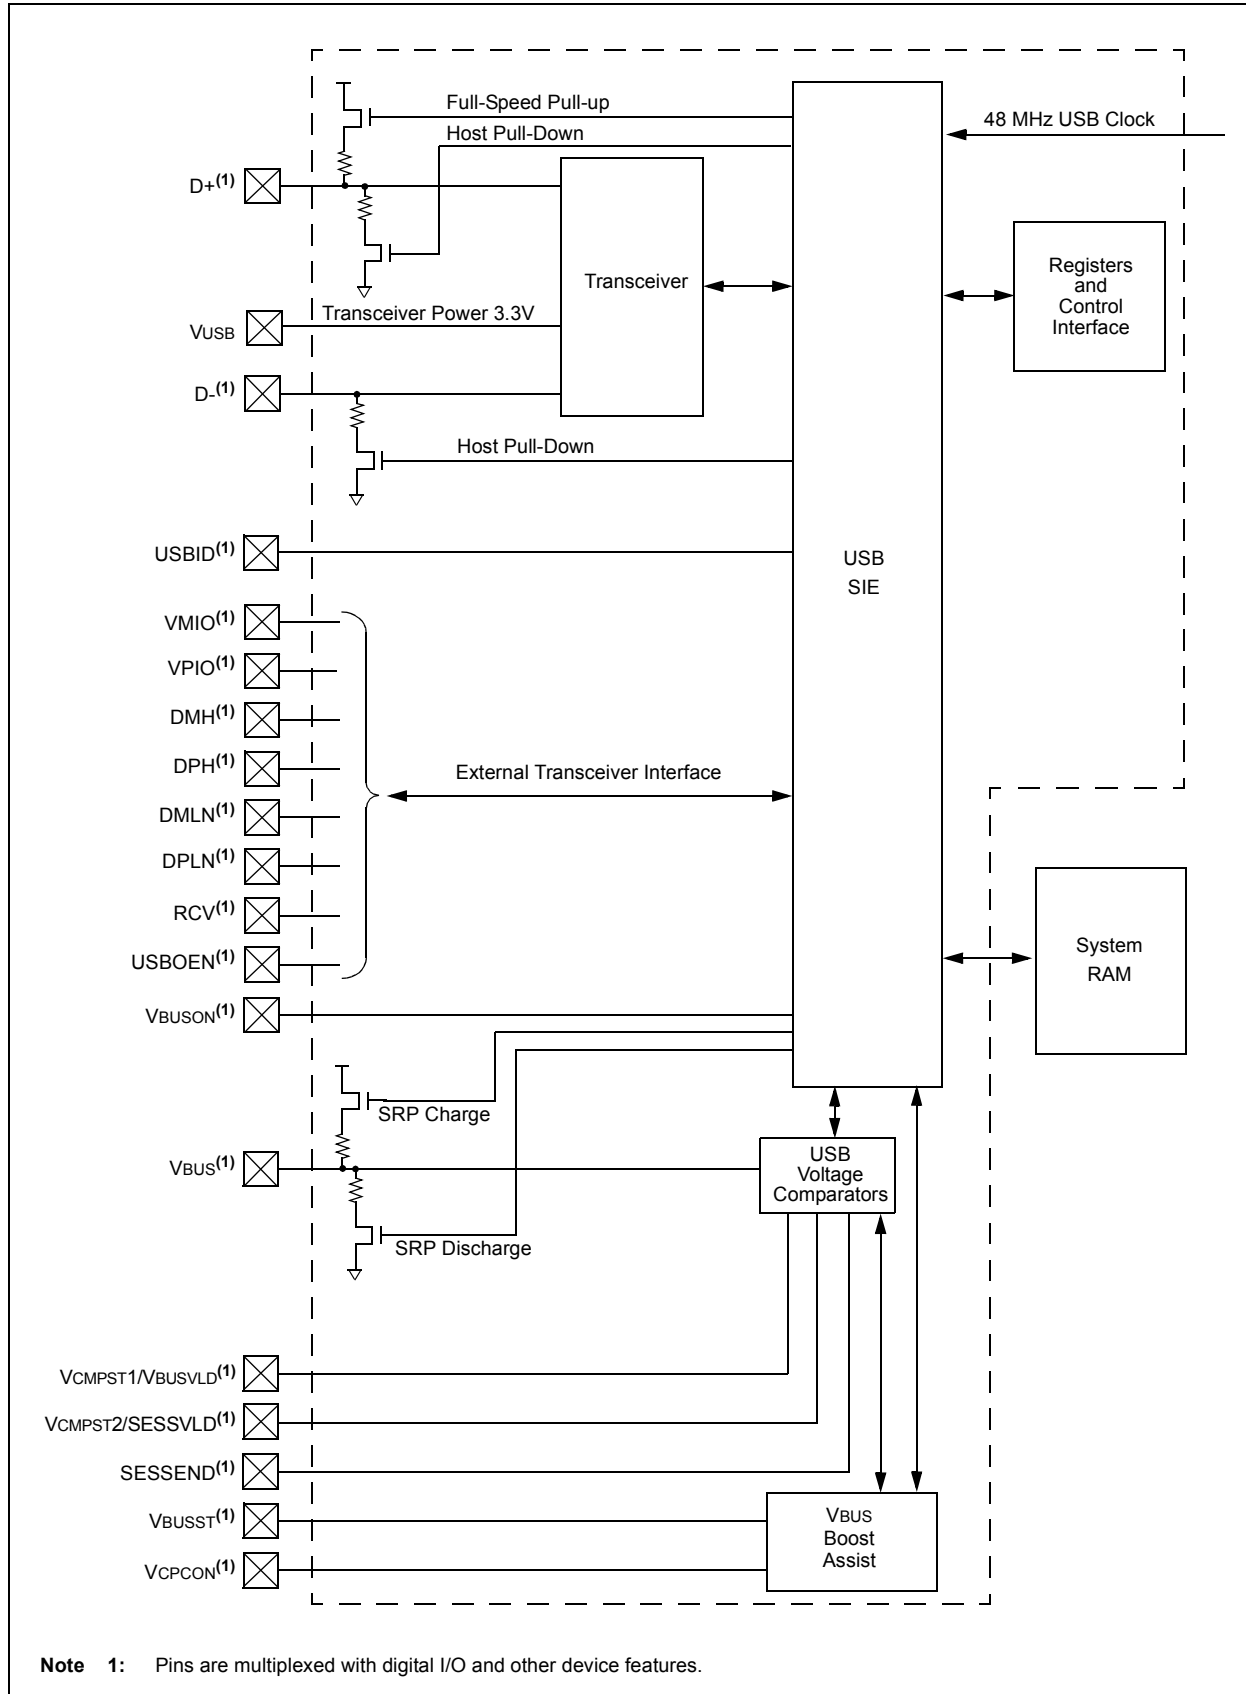 Full-Speed Pull-up
48 MHz USB Clock
Host Pull-Down
D+(1)
Registers
and
Control
Interface
Transceiver
Transceiver Power 3.3V
VUSB
D-(1)
Host Pull-Down
USBID(1)
USB
SIE
VMIO(1)
VPIO(1)
DMH(1)
DPH(1)
External Transceiver Interface
DMLN(1)
DPLN(1)
RCV(1)
USBOEN(1)
System
RAM
VBUSON(1)
SRP Charge
VBUS(1)
USB
Voltage
Comparators
SRP Discharge
VCMPST1/VBUSVLD(1)
VCMPST2/SESSVLD(1)
SESSEND(1)
VBUSST(1)
VBUS
Boost
Assist
VCPCON(1)
Note 1: Pins are multiplexed with digital I/O and other device features.